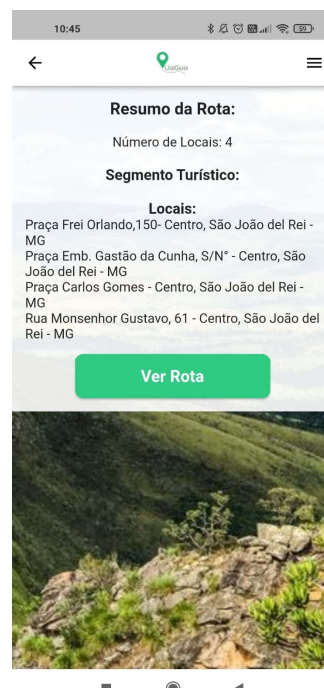 10:45
59
UaiGuia
Resumo da Rota:
Número de Locais: 4
Segmento Turístico:
Locais:
Praça Frei Orlando,150- Centro, São João del Rei -
MG
Praça Emb. Gastão da Cunha, S/N° - Centro, São
João del Rei - MG
Praça Carlos Gomes - Centro, São João del Rei -
MG
Rua Monsenhor Gustavo, 61 - Centro, São João del
Rei - MG
Ver Rota